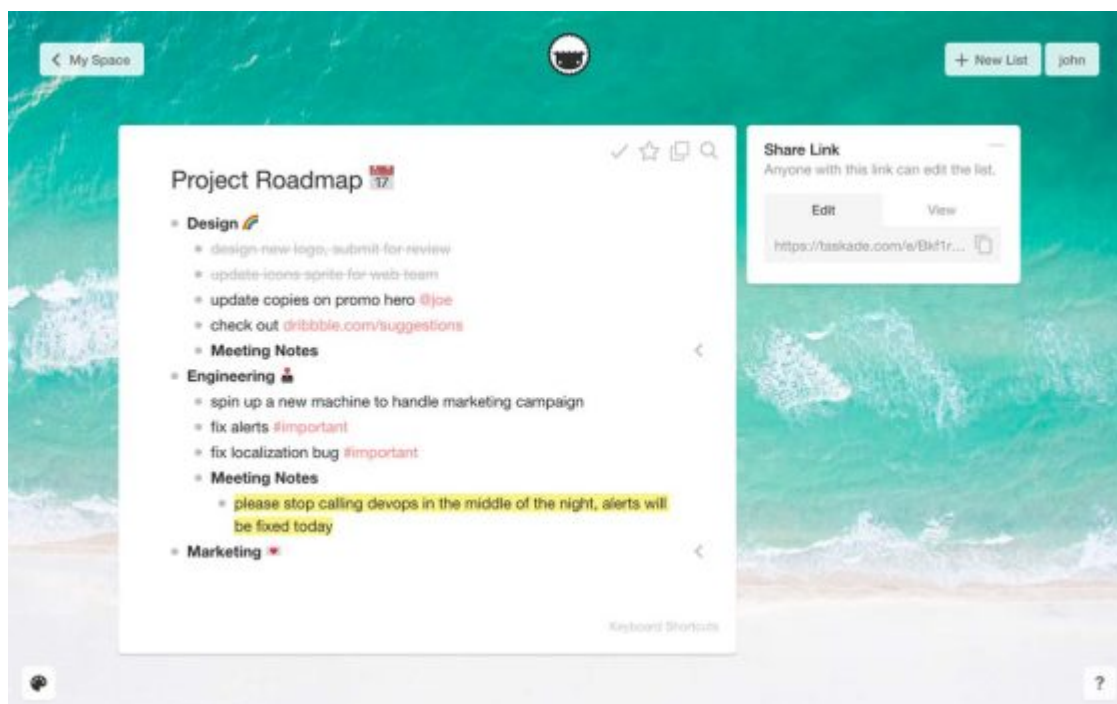 My Space
+ New List
john
Project Roadmap
Design
design new logo, submit for review
update icons sprite for web team
update copies on promo hero @joe
check out dribbble.com/suggestions
Meeting Notes
Engineering
spin up a new machine to handle marketing campaign
fix alerts #important
fix localization bug #important
Meeting Notes
please stop calling devops in the middle of the night, alerts will
be fixed today
Marketing
Keyboard Shortcuts
Share Link
Anyone with this link can edit the list.
Edit
View
https://taskade.com/e/Bkf1r...
?